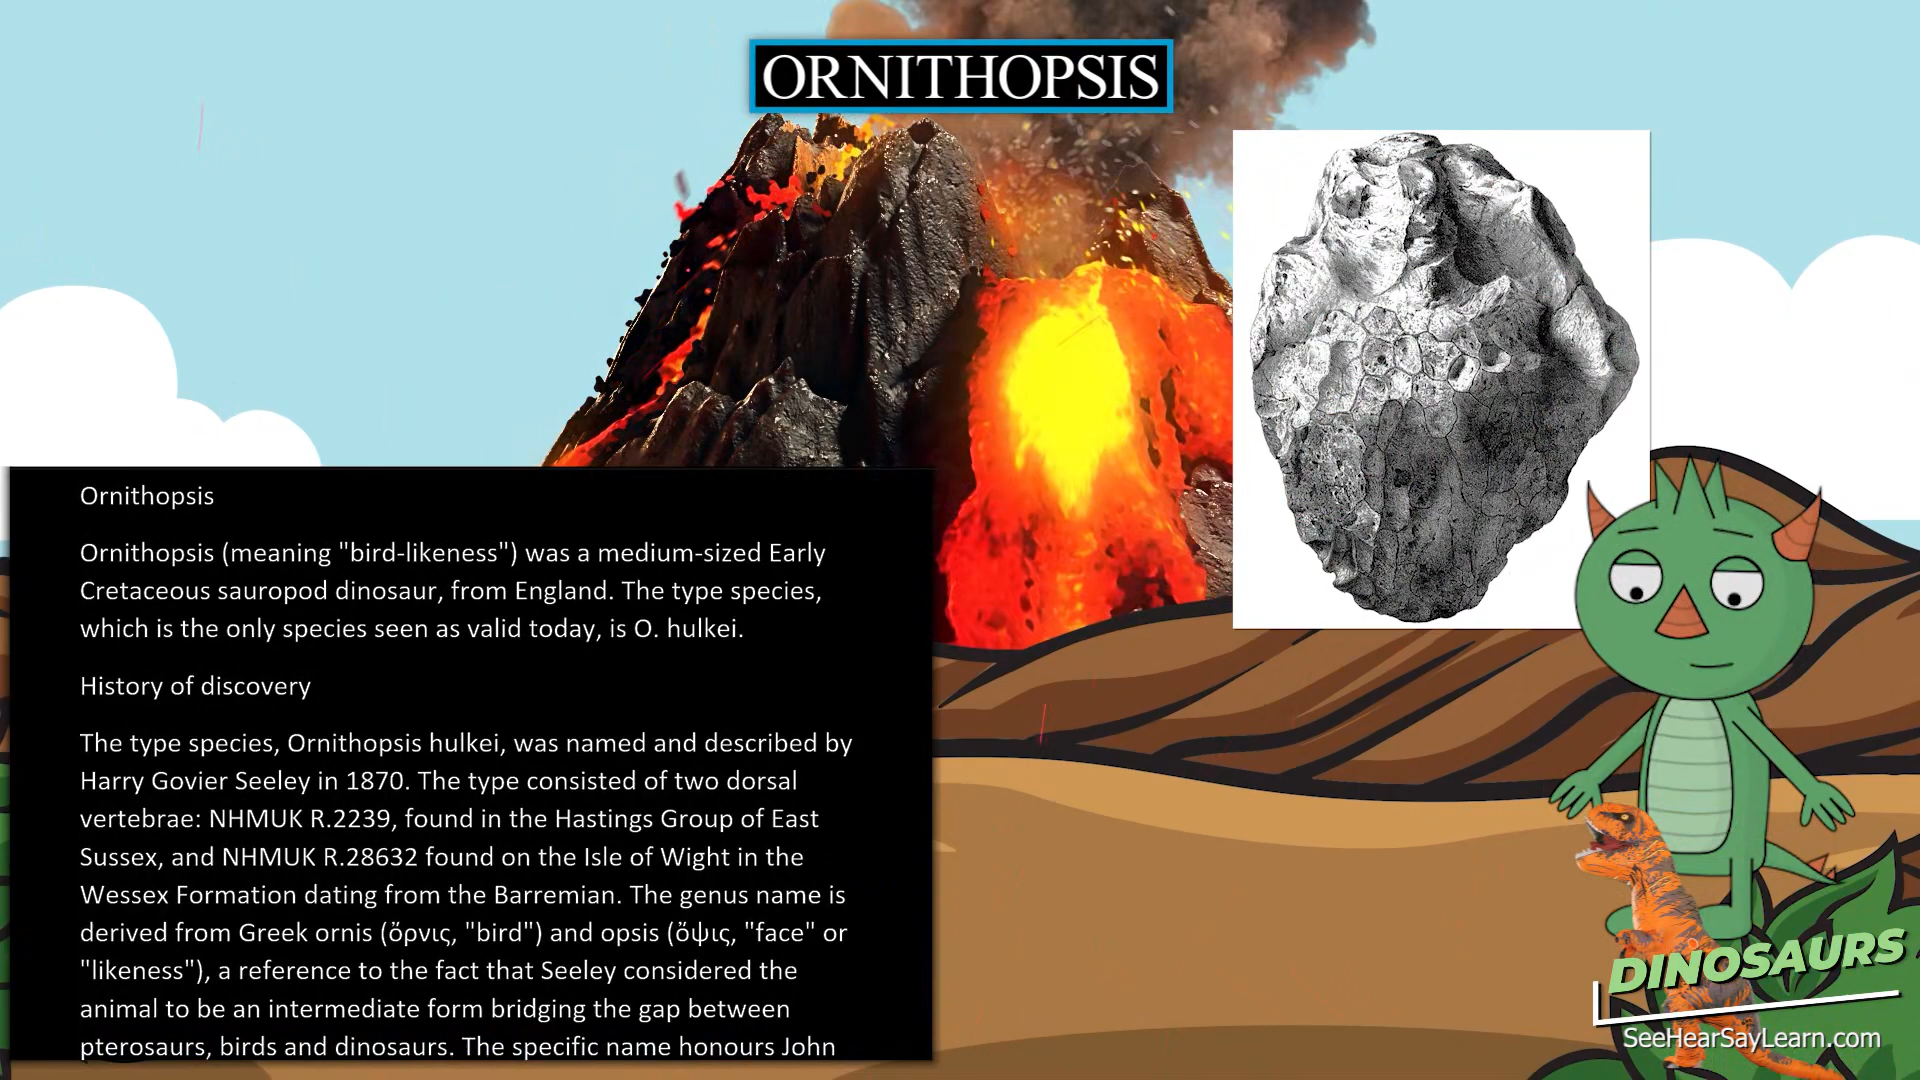 ORNITHOPSIS
Ornithopsis
Ornithopsis (meaning "bird-likeness") was a medium-sized Early
Cretaceous sauropod dinosaur, from England. The type species,
which is the only species seen as valid today, is O. hulkei.
History of discovery
The type species, Ornithopsis hulkei, was named and described by
Harry Govier Seeley in 1870. The type consisted of two dorsal
vertebrae: NHMUK R.2239, found in the Hastings Group of East
Sussex, and NHMUK R.28632 found on the Isle of Wight in the
Wessex Formation dating from the Barremian. The genus name is
derived from Greek ornis (ὄρνις, "bird") and opsis (ὄψις, "face" or
"likeness"), a reference to the fact that Seeley considered the
animal to be an intermediate form bridging the gap between
pterosaurs, birds and dinosaurs. The specific name honours John
DINOSAURS
SeeHearSayLearn.com